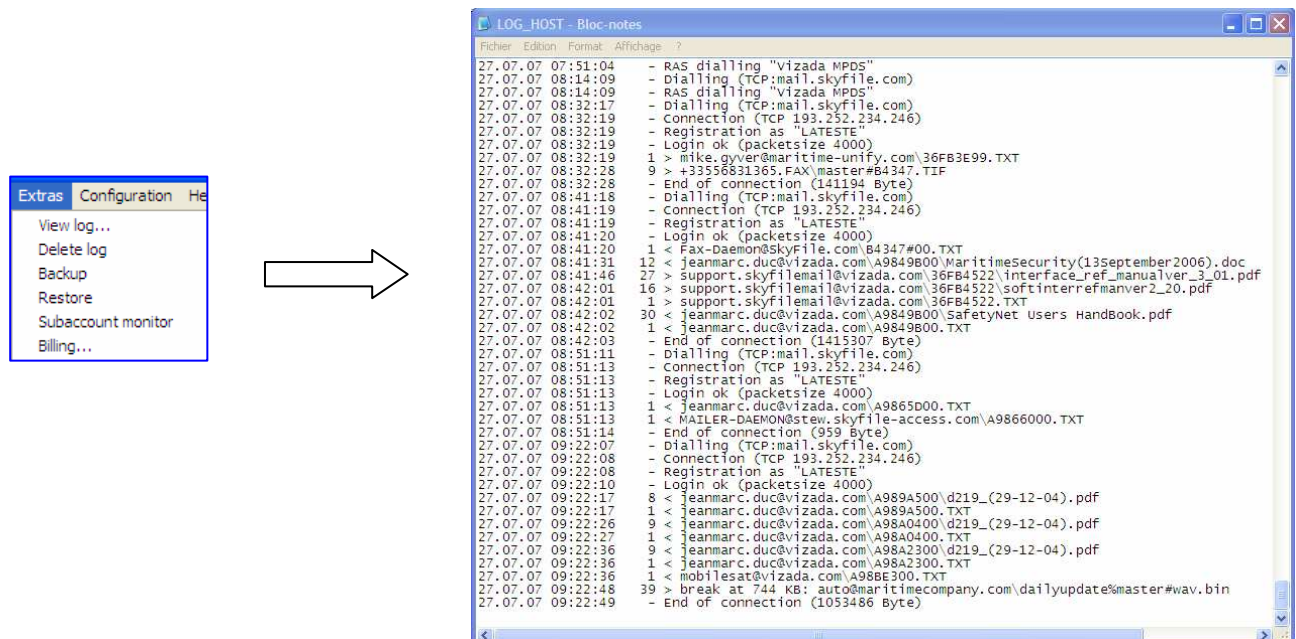 Extras Configuration He
View log...
Delete log
Backup
Restore
Subaccount monitor
Billing...
LOG_HOST - Bloc-notes
Fichier Edition Format Affichage ?
27.07.07 07:51:04 - RAS dialling "Vizada MPDS"
27.07.07 08:14:09 - Dialling (TCP:mail.skyfile.com)
27.07.07 08:14:09 - RAS dialling "Vizada MPDS"
27.07.07 08:32:17 - Dialling (TCP:mail.skyfile.com)
27.07.07 08:32:19 - Connection (TCP 193.252.234.246)
27.07.07 08:32:19 - Registration as "LATESTE"
27.07.07 08:32:19 - Login ok (packetsize 4000)
27.07.07 08:32:19 1 > mike.gyver@maritime-unify.com\36FB3E99.TXT
27.07.07 08:32:28 9 > +33556831365.FAX\master#B4347.TIF
27.07.07 08:32:28 - End of connection (141194 Byte)
27.07.07 08:41:18 - Dialling (TCP:mail.skyfile.com)
27.07.07 08:41:19 - Connection (TCP 193.252.234.246)
27.07.07 08:41:19 - Registration as "LATESTE"
27.07.07 08:41:20 - Login ok (packetsize 4000)
27.07.07 08:41:20 1 < Fax-Daemon@SkyFile.com\B4347#00.TXT
27.07.07 08:41:31 12 < jeanmarc.duc@vizada.com\A9849B00\MaritimeSecurity(13September2006).doc
27.07.07 08:41:46 27 > support.skyfilemail@vizada.com\36FB4522\interface_ref_manualver_3_01.pdf
27.07.07 08:42:01 16 > support.skyfilemail@vizada.com\36FB4522\softinterrefmanver2_20.pdf
27.07.07 08:42:01 1 > support.skyfilemail@vizada.com\36FB4522.TXT
27.07.07 08:42:02 30 < jeanmarc.duc@vizada.com\A9849B00\SafetyNet Users HandBook.pdf
27.07.07 08:42:02 1 < jeanmarc.duc@vizada.com\A9849B00.TXT
27.07.07 08:42:03 - End of connection (1415307 Byte)
27.07.07 08:51:11 - Dialling (TCP:mail.skyfile.com)
27.07.07 08:51:13 - Connection (TCP 193.252.234.246)
27.07.07 08:51:13 - Registration as "LATESTE"
27.07.07 08:51:13 - Login ok (packetsize 4000)
27.07.07 08:51:13 1 < jeanmarc.duc@vizada.com\A9865D00.TXT
27.07.07 08:51:13 1 < MAILER-DAEMON@stew.skyfile-access.com\A9866000.TXT
27.07.07 08:51:14 - End of connection (959 Byte)
27.07.07 09:22:07 - Dialling (TCP:mail.skyfile.com)
27.07.07 09:22:08 - Connection (TCP 193.252.234.246)
27.07.07 09:22:08 - Registration as "LATESTE"
27.07.07 09:22:10 - Login ok (packetsize 4000)
27.07.07 09:22:17 8 < jeanmarc.duc@vizada.com\A989A500\d219_(29-12-04).pdf
27.07.07 09:22:17 1 < jeanmarc.duc@vizada.com\A989A500.TXT
27.07.07 09:22:26 9 < jeanmarc.duc@vizada.com\A98A0400\d219_(29-12-04).pdf
27.07.07 09:22:27 1 < jeanmarc.duc@vizada.com\A98A0400.TXT
27.07.07 09:22:36 9 < jeanmarc.duc@vizada.com\A98A2300\d219_(29-12-04).pdf
27.07.07 09:22:36 1 < jeanmarc.duc@vizada.com\A98A2300.TXT
27.07.07 09:22:36 1 < mobilesat@vizada.com\A98BE300.TXT
27.07.07 09:22:48 39 > break at 744 KB: auto@maritimecompany.com\dailyupdate%master#wav.bin
27.07.07 09:22:49 - End of connection (1053486 Byte)